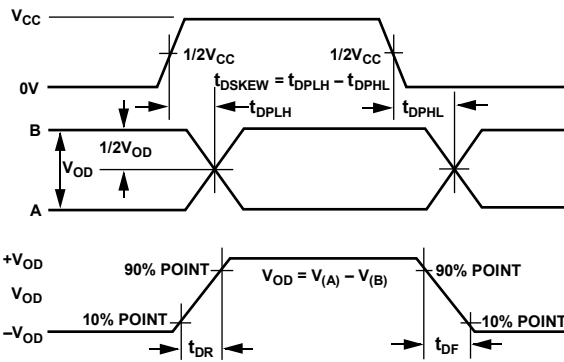 VCC
1/2VCC
1/2VCC
0V
tDSKEW = tDPLH – tDPHL
tDPLH
tDPHL
B
1/2VOD
VOD
A
+VOD
90% POINT
VOD = V(A) – V(B)
90% POINT
VOD
10% POINT
10% POINT
–VOD
tDR
tDF